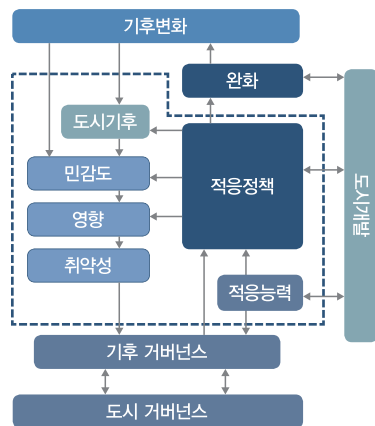 기후변화
완화
도시기후
민감도
적응정책
도시개발
영향
취약성
적응능력
기후 거버넌스
도시 거버넌스